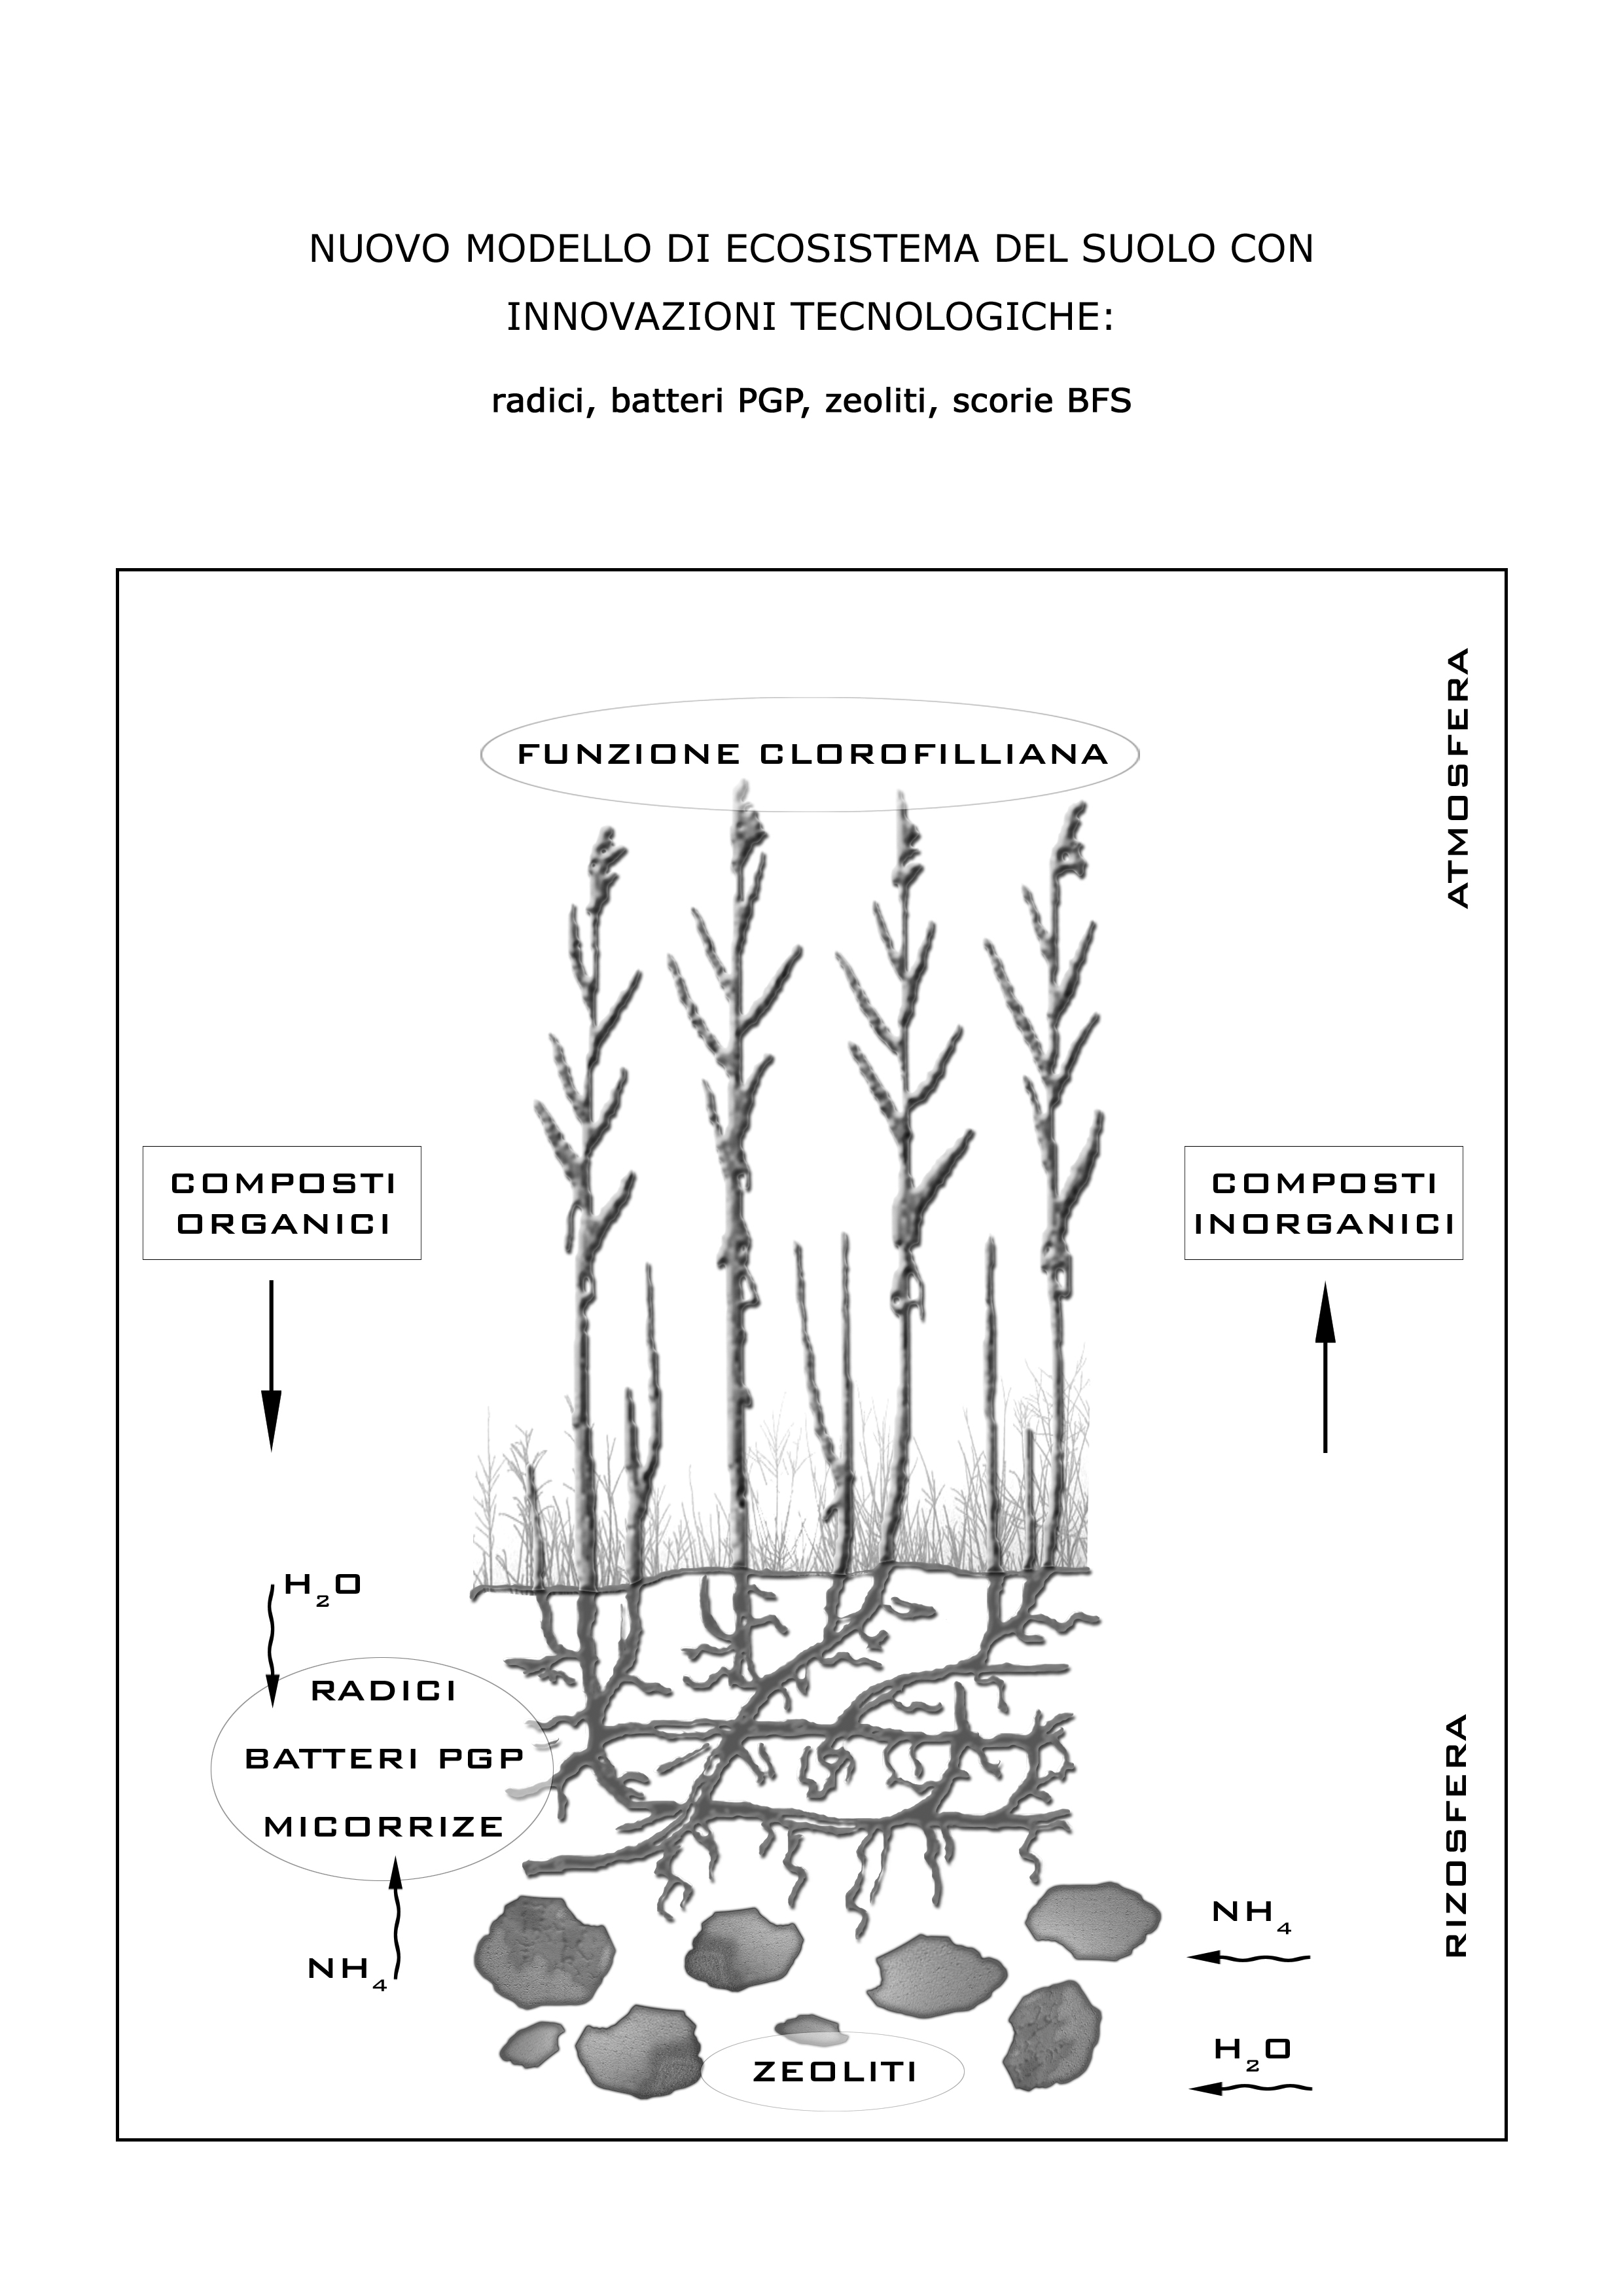 NUOVO MODELLO DI ECOSISTEMA DEL SUOLO CON
INNOVAZIONI TECNOLOGICHE:
radici, batteri PGP, zeoliti, scorie BFS
ATMOSFERA
FUNZIONE CLOROFILLIANA
COMPOSTI
ORGANICI
COMPOSTI
INORGANICI
H2O
RADICI
BATTERI PGP
MICORRIZE
NH4
RIZOSFERA
NH4
H2O
ZEOLITI